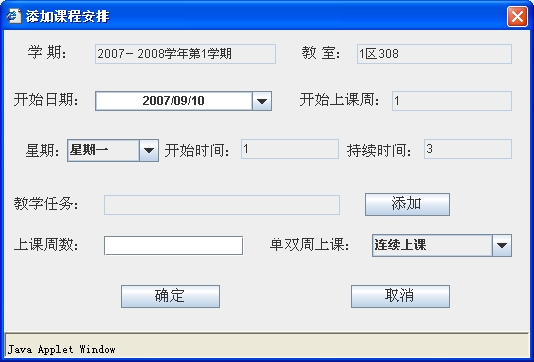 添加课程安排
学 期： 2007－2008学年第1学期 教 室： 1区308
开始日期： 2007/09/10 开始上课周： 1
星期： 星期一 开始时间： 1 持续时间： 3
教学任务： 添加
上课周数： 单双周上课： 连续上课
确定 取消
Java Applet Window